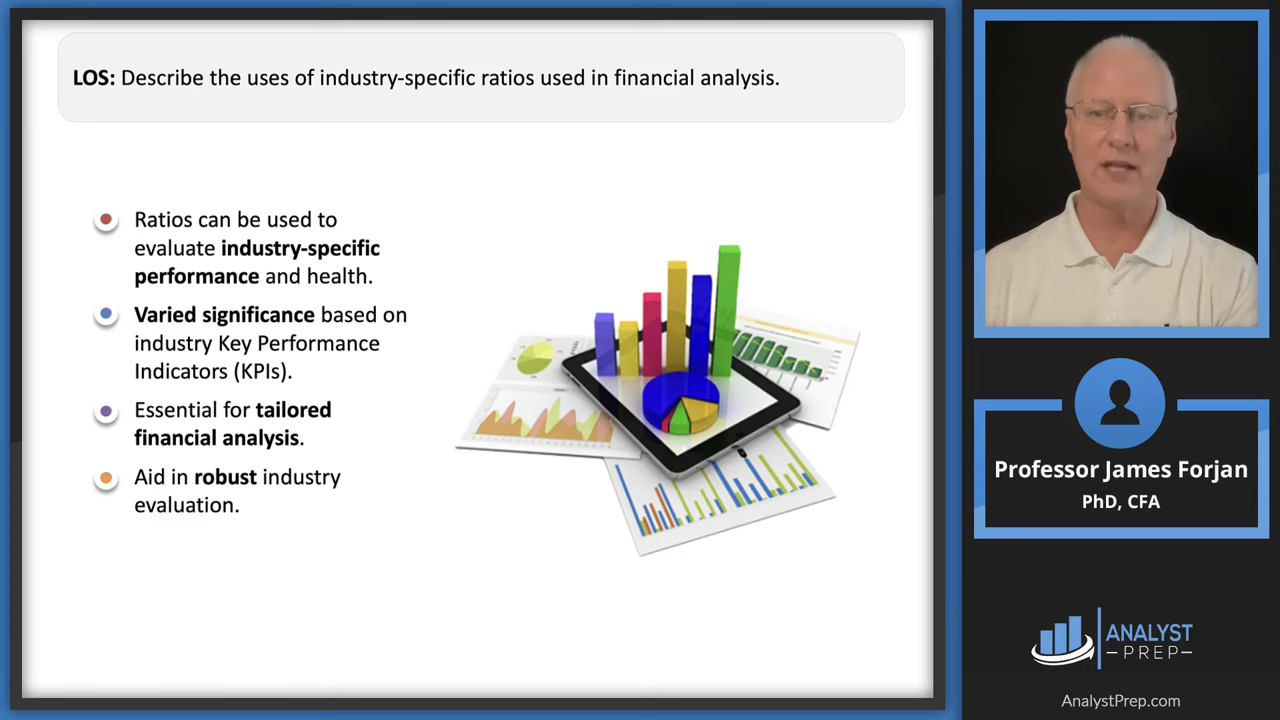 LOS: Describe the uses of industry-specific ratios used in financial analysis.
Ratios can be used to
evaluate industry-specific
performance and health.
Varied significance based on
industry Key Performance
Indicators (KPIs).
Essential for tailored
financial analysis.
Aid in robust industry
evaluation.
Professor James Forjan
PhD, CFA
ANALYST
PREP
AnalystPrep.com